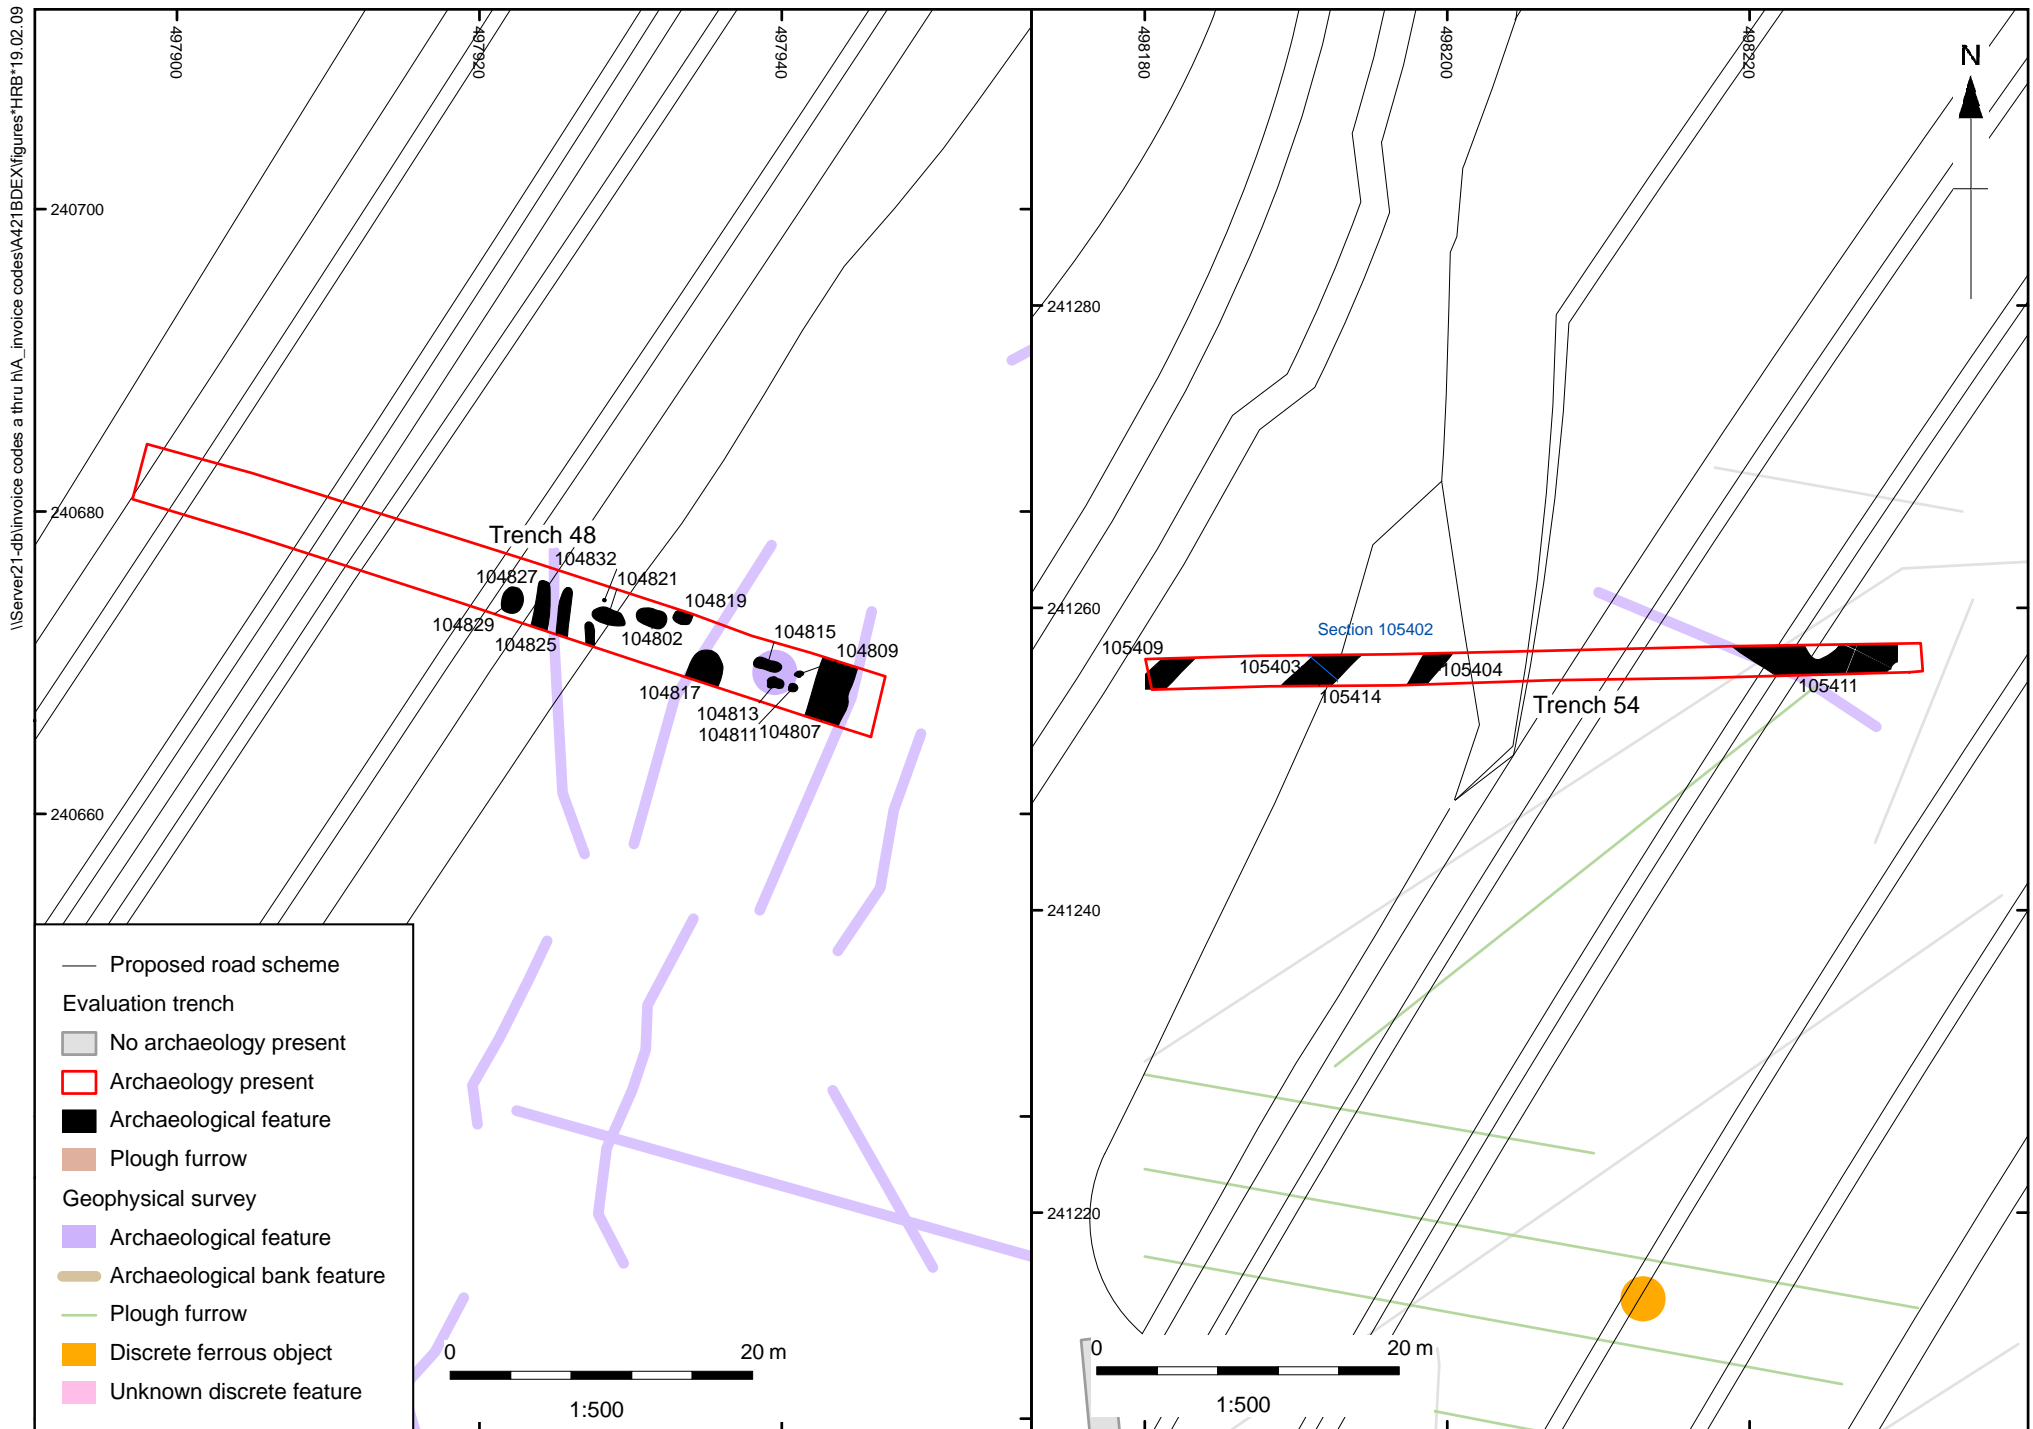 \\Server21-db\invoice codes a thru h\A_invoice codes\A421BDEX\figures*HRB*19.02.09
497900
497920
497940
498180
498200
498220
N
240700
240680
240660
241280
241260
241240
241220
Trench 48
104832
104827
104821
104819
104829
104825
104802
104815
104809
104817
104813
104811
104807
Section 105402
105409
105403
105404
105414
105411
Trench 54
Proposed road scheme
Evaluation trench
No archaeology present
Archaeology present
Archaeological feature
Plough furrow
Geophysical survey
Archaeological feature
Archaeological bank feature
Plough furrow
Discrete ferrous object
Unknown discrete feature
0 20 m
1:500
0 20 m
1:500